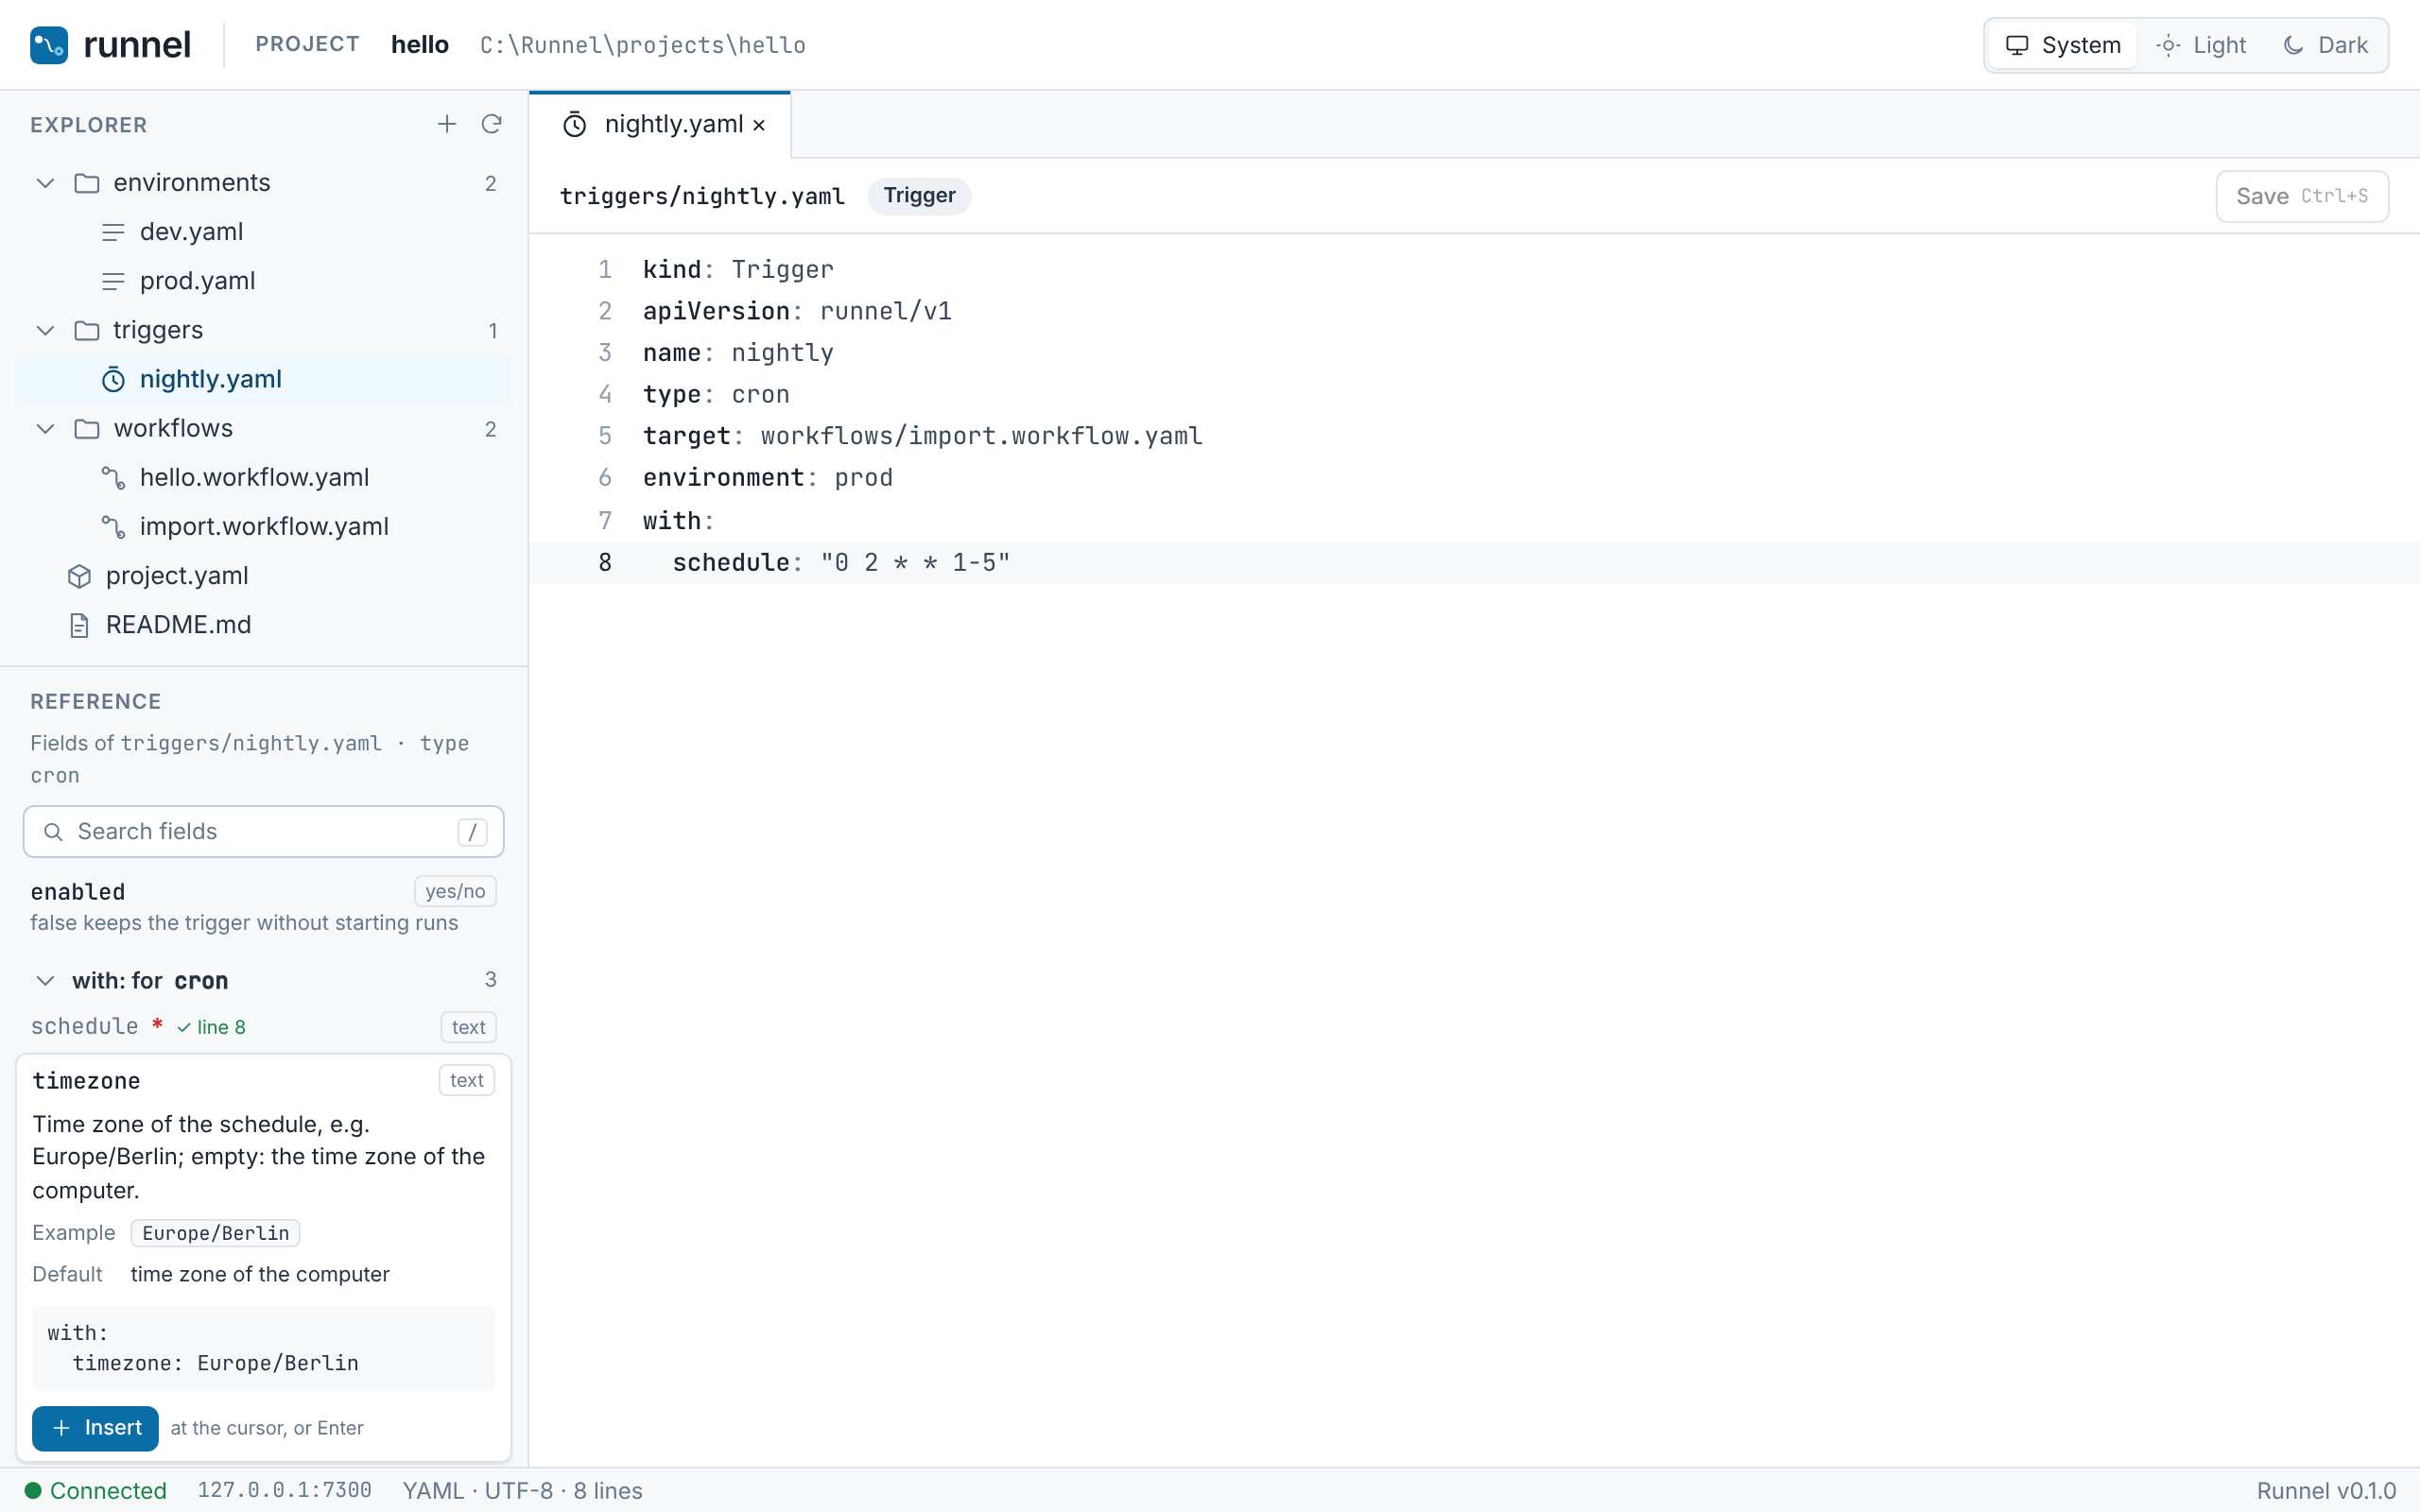 runnel PROJECT hello C:\Runnel\projects\hello System Light Dark
EXPLORER
environments 2
dev.yaml
prod.yaml
triggers 1
nightly.yaml
workflows 2
hello.workflow.yaml
import.workflow.yaml
project.yaml
README.md
REFERENCE
Fields of triggers/nightly.yaml · type
cron
Search fields /
enabled yes/no
false keeps the trigger without starting runs
with: for cron 3
schedule * ✓ line 8 text
timezone text
Time zone of the schedule, e.g.
Europe/Berlin; empty: the time zone of the
computer.
Example Europe/Berlin
Default time zone of the computer
with:
  timezone: Europe/Berlin
+ Insert at the cursor, or Enter
nightly.yaml ×
triggers/nightly.yaml Trigger Save Ctrl+S
1 kind: Trigger
2 apiVersion: runnel/v1
3 name: nightly
4 type: cron
5 target: workflows/import.workflow.yaml
6 environment: prod
7 with:
8   schedule: "0 2 * * 1-5"
Connected 127.0.0.1:7300 YAML · UTF-8 · 8 lines Runnel v0.1.0